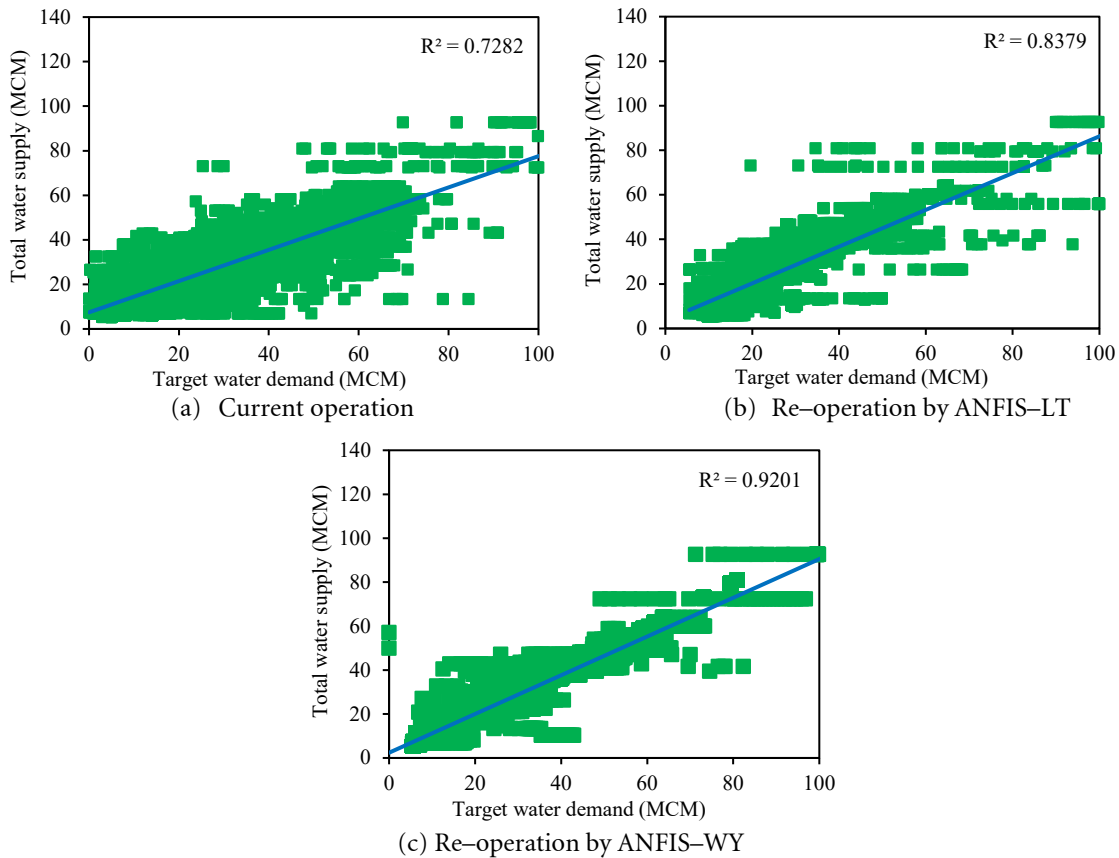 140
120
100
80
60
40
20
0
Total water supply (MCM)
R² = 0.7282
0 20 40 60 80 100
Target water demand (MCM)
(a) Current operation
140
120
100
80
60
40
20
0
Total water supply (MCM)
R² = 0.8379
0 20 40 60 80 100
Target water demand (MCM)
(b) Re–operation by ANFIS–LT
140
120
100
80
60
40
20
0
Total water supply (MCM)
R² = 0.9201
0 20 40 60 80 100
Target water demand (MCM)
(c) Re–operation by ANFIS–WY